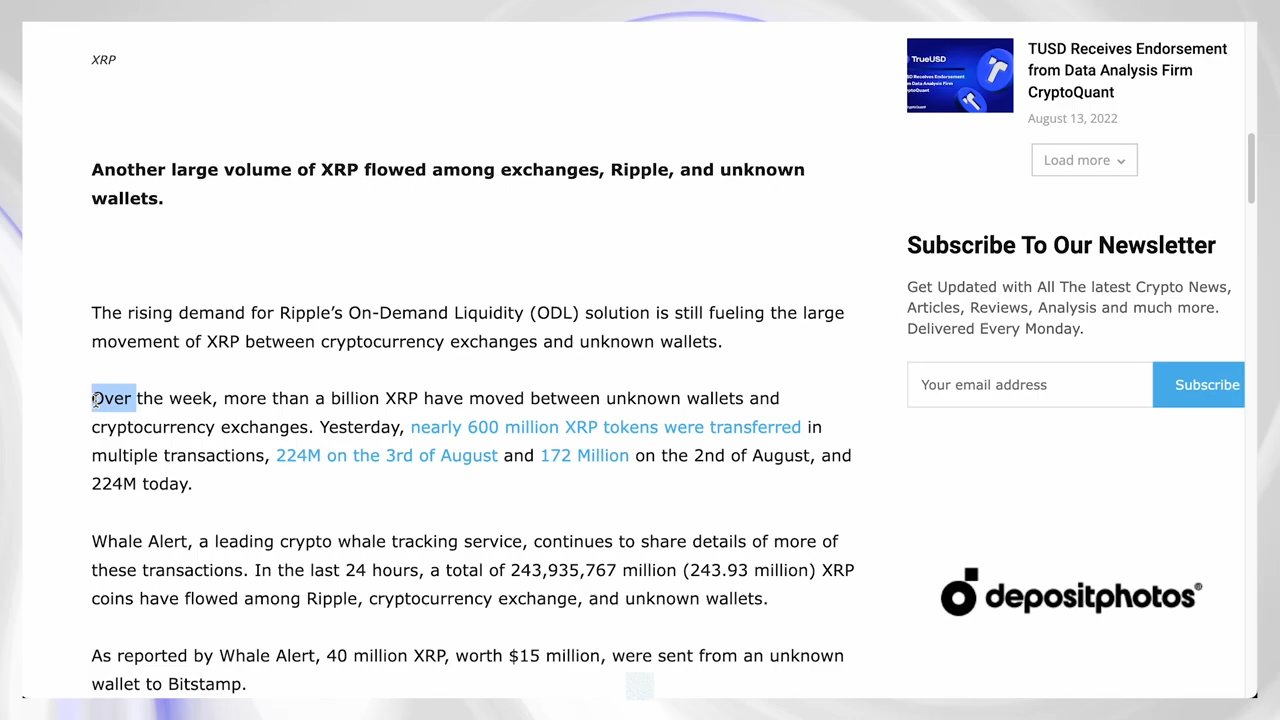 XRP
Another large volume of XRP flowed among exchanges, Ripple, and unknown
wallets.
The rising demand for Ripple’s On-Demand Liquidity (ODL) solution is still fueling the large
movement of XRP between cryptocurrency exchanges and unknown wallets.
Over the week, more than a billion XRP have moved between unknown wallets and
cryptocurrency exchanges. Yesterday, nearly 600 million XRP tokens were transferred in
multiple transactions, 224M on the 3rd of August and 172 Million on the 2nd of August, and
224M today.
Whale Alert, a leading crypto whale tracking service, continues to share details of more of
these transactions. In the last 24 hours, a total of 243,935,767 million (243.93 million) XRP
coins have flowed among Ripple, cryptocurrency exchange, and unknown wallets.
As reported by Whale Alert, 40 million XRP, worth $15 million, were sent from an unknown
wallet to Bitstamp.
TrueUSD
TUSD Receives Endorsement
from Data Analysis Firm
CryptoQuant
August 13, 2022
Load more
Subscribe To Our Newsletter
Get Updated with All The latest Crypto News,
Articles, Reviews, Analysis and much more.
Delivered Every Monday.
Your email address
Subscribe
depositphotos